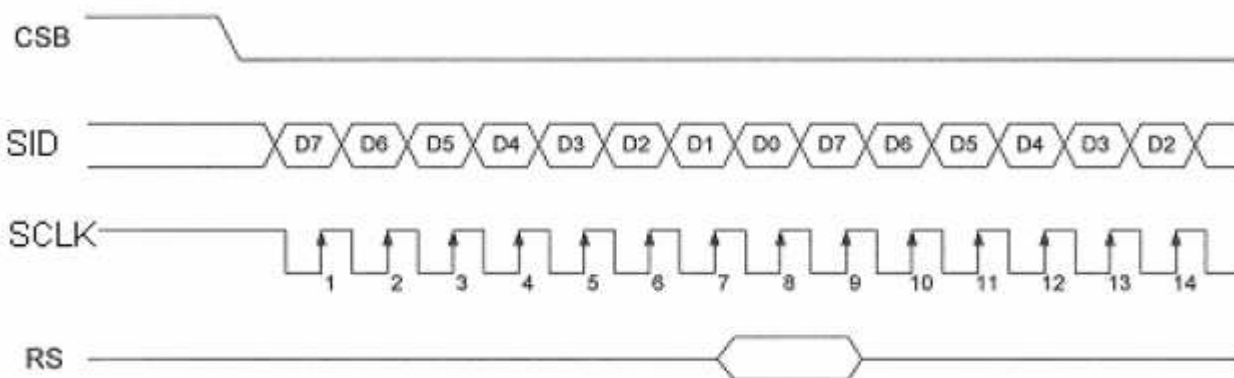 CSB
SID D7 D6 D5 D4 D3 D2 D1 D0 D7 D6 D5 D4 D3 D2
SCLK
1 2 3 4 5 6 7 8 9 10 11 12 13 14
RS